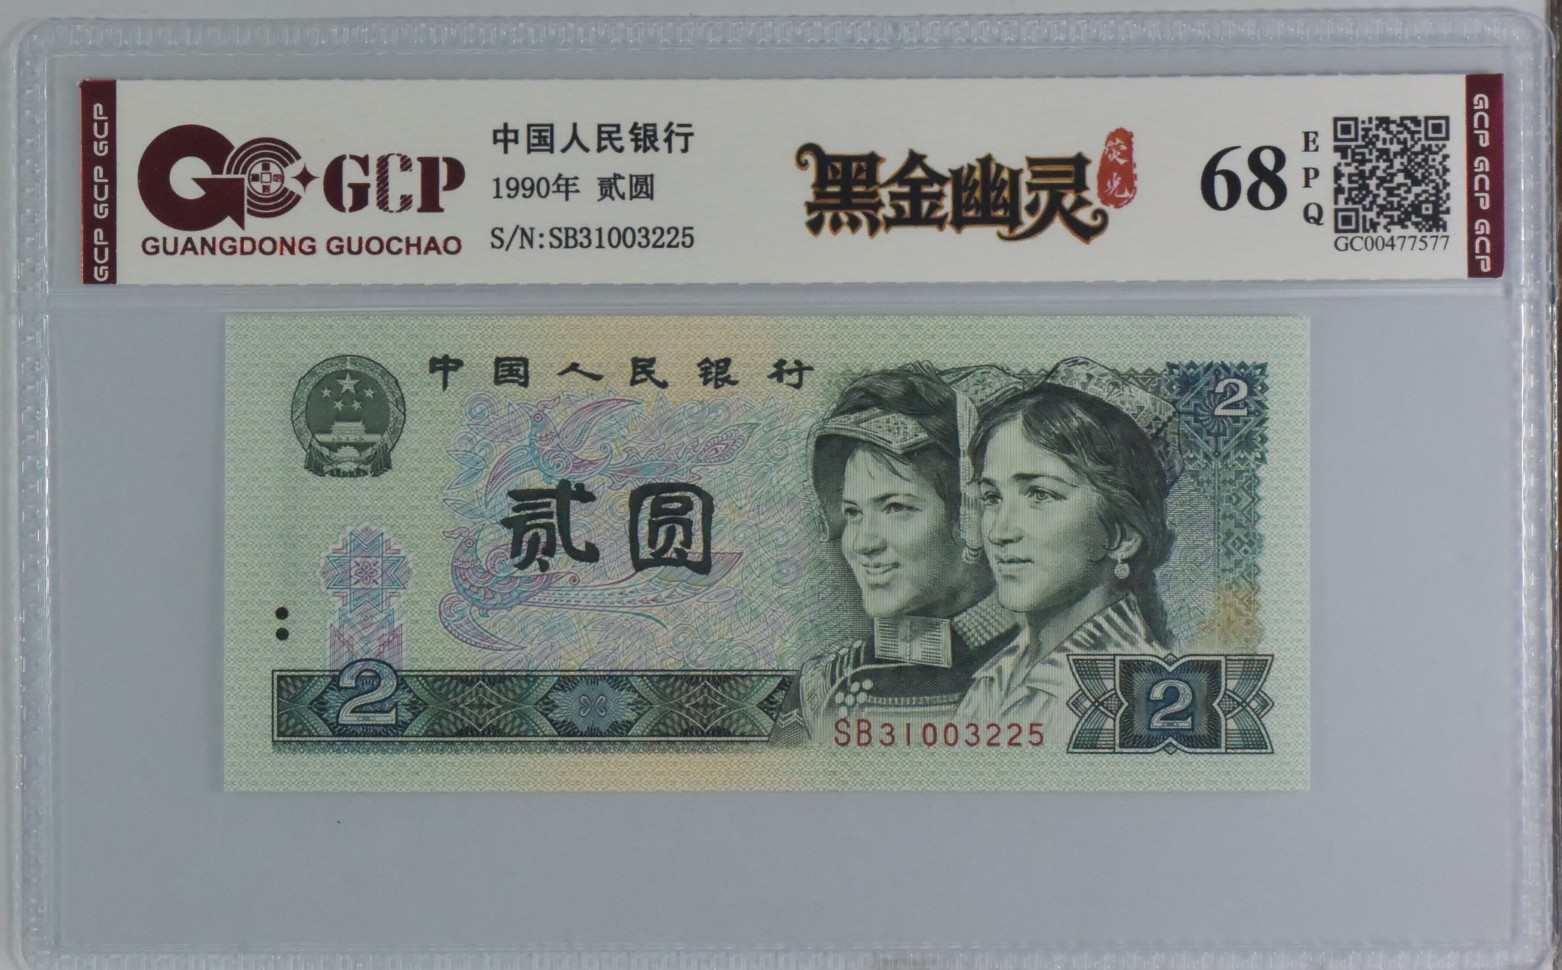 GCP GCP GCP
GCP
GUANGDONG GUOCHAO
中国人民银行
1990年 贰圆
S/N:SB31003225
黑金幽灵
荧光
68
EPQ
GC00477577
GCP GCP GCP
中国人民银行
2
贰圆
2
SB31003225
2